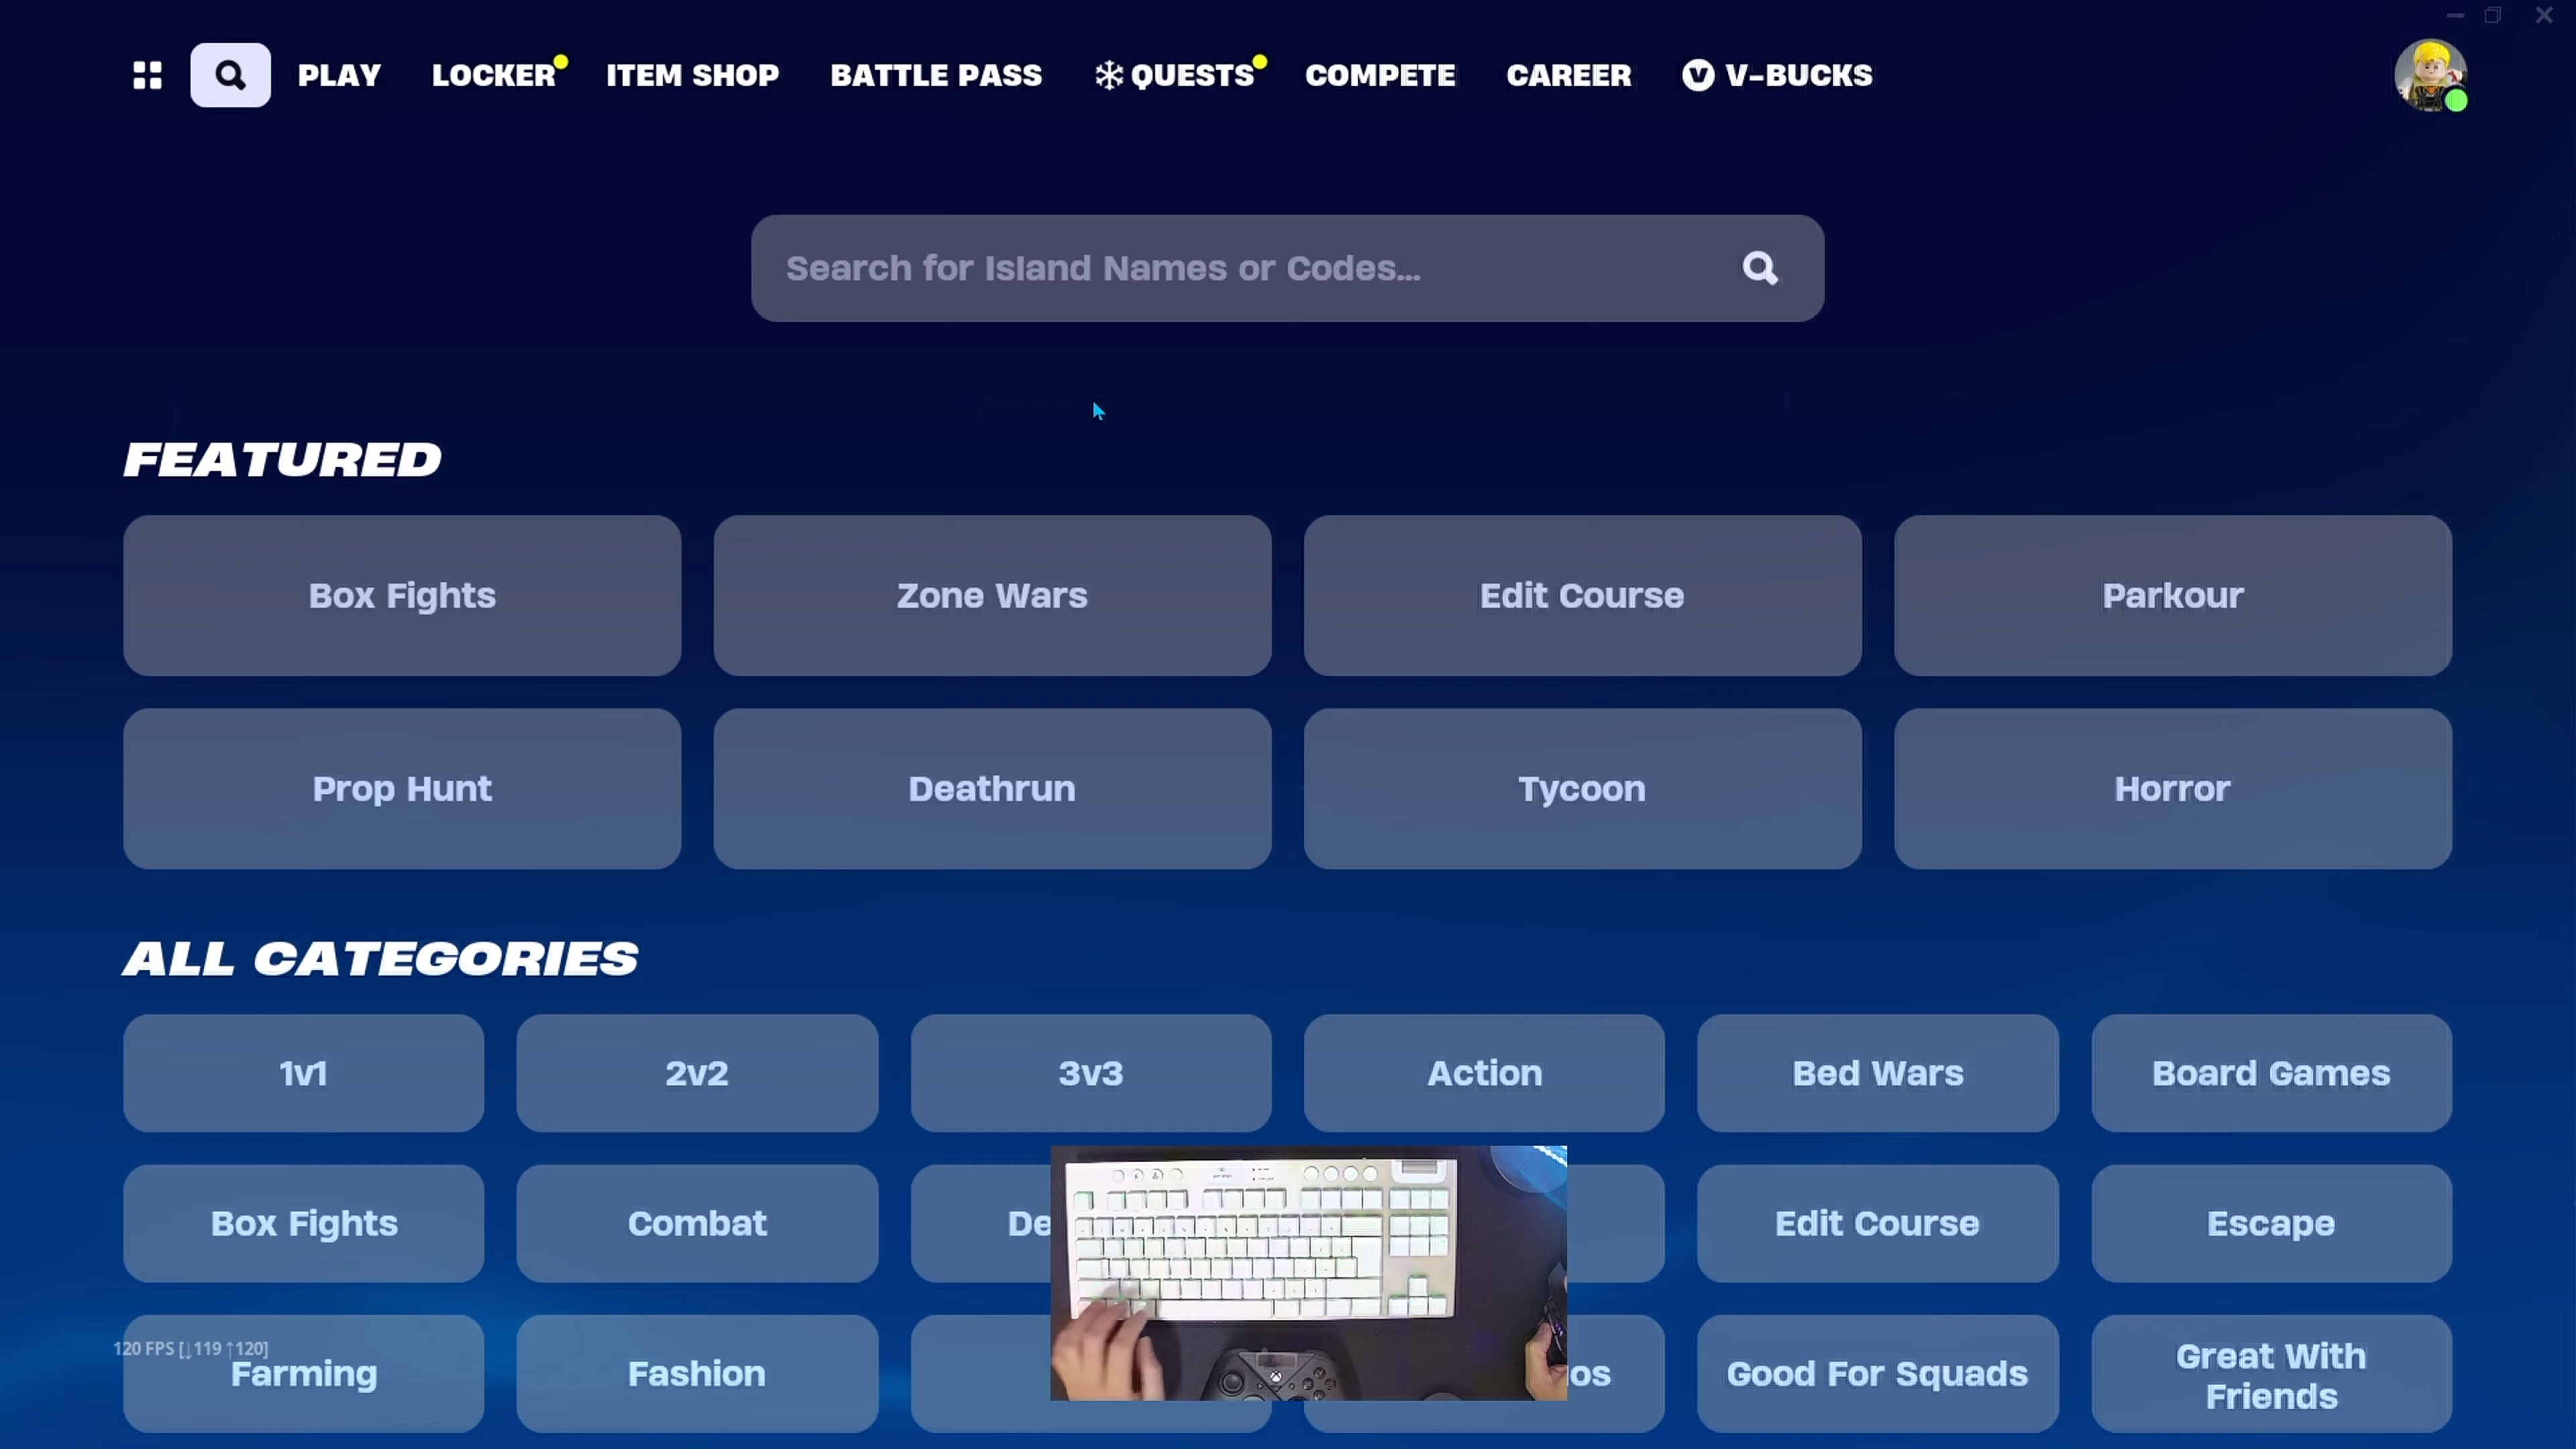 PLAY LOCKER ITEM SHOP BATTLE PASS QUESTS COMPETE CAREER V-BUCKS
Search for Island Names or Codes...
FEATURED
Box Fights Zone Wars Edit Course Parkour
Prop Hunt Deathrun Tycoon Horror
ALL CATEGORIES
1v1 2v2 3v3 Action Bed Wars Board Games
Box Fights Combat De Edit Course Escape
120 FPS [↓119 ↑120]
Farming Fashion os Good For Squads Great With
Friends